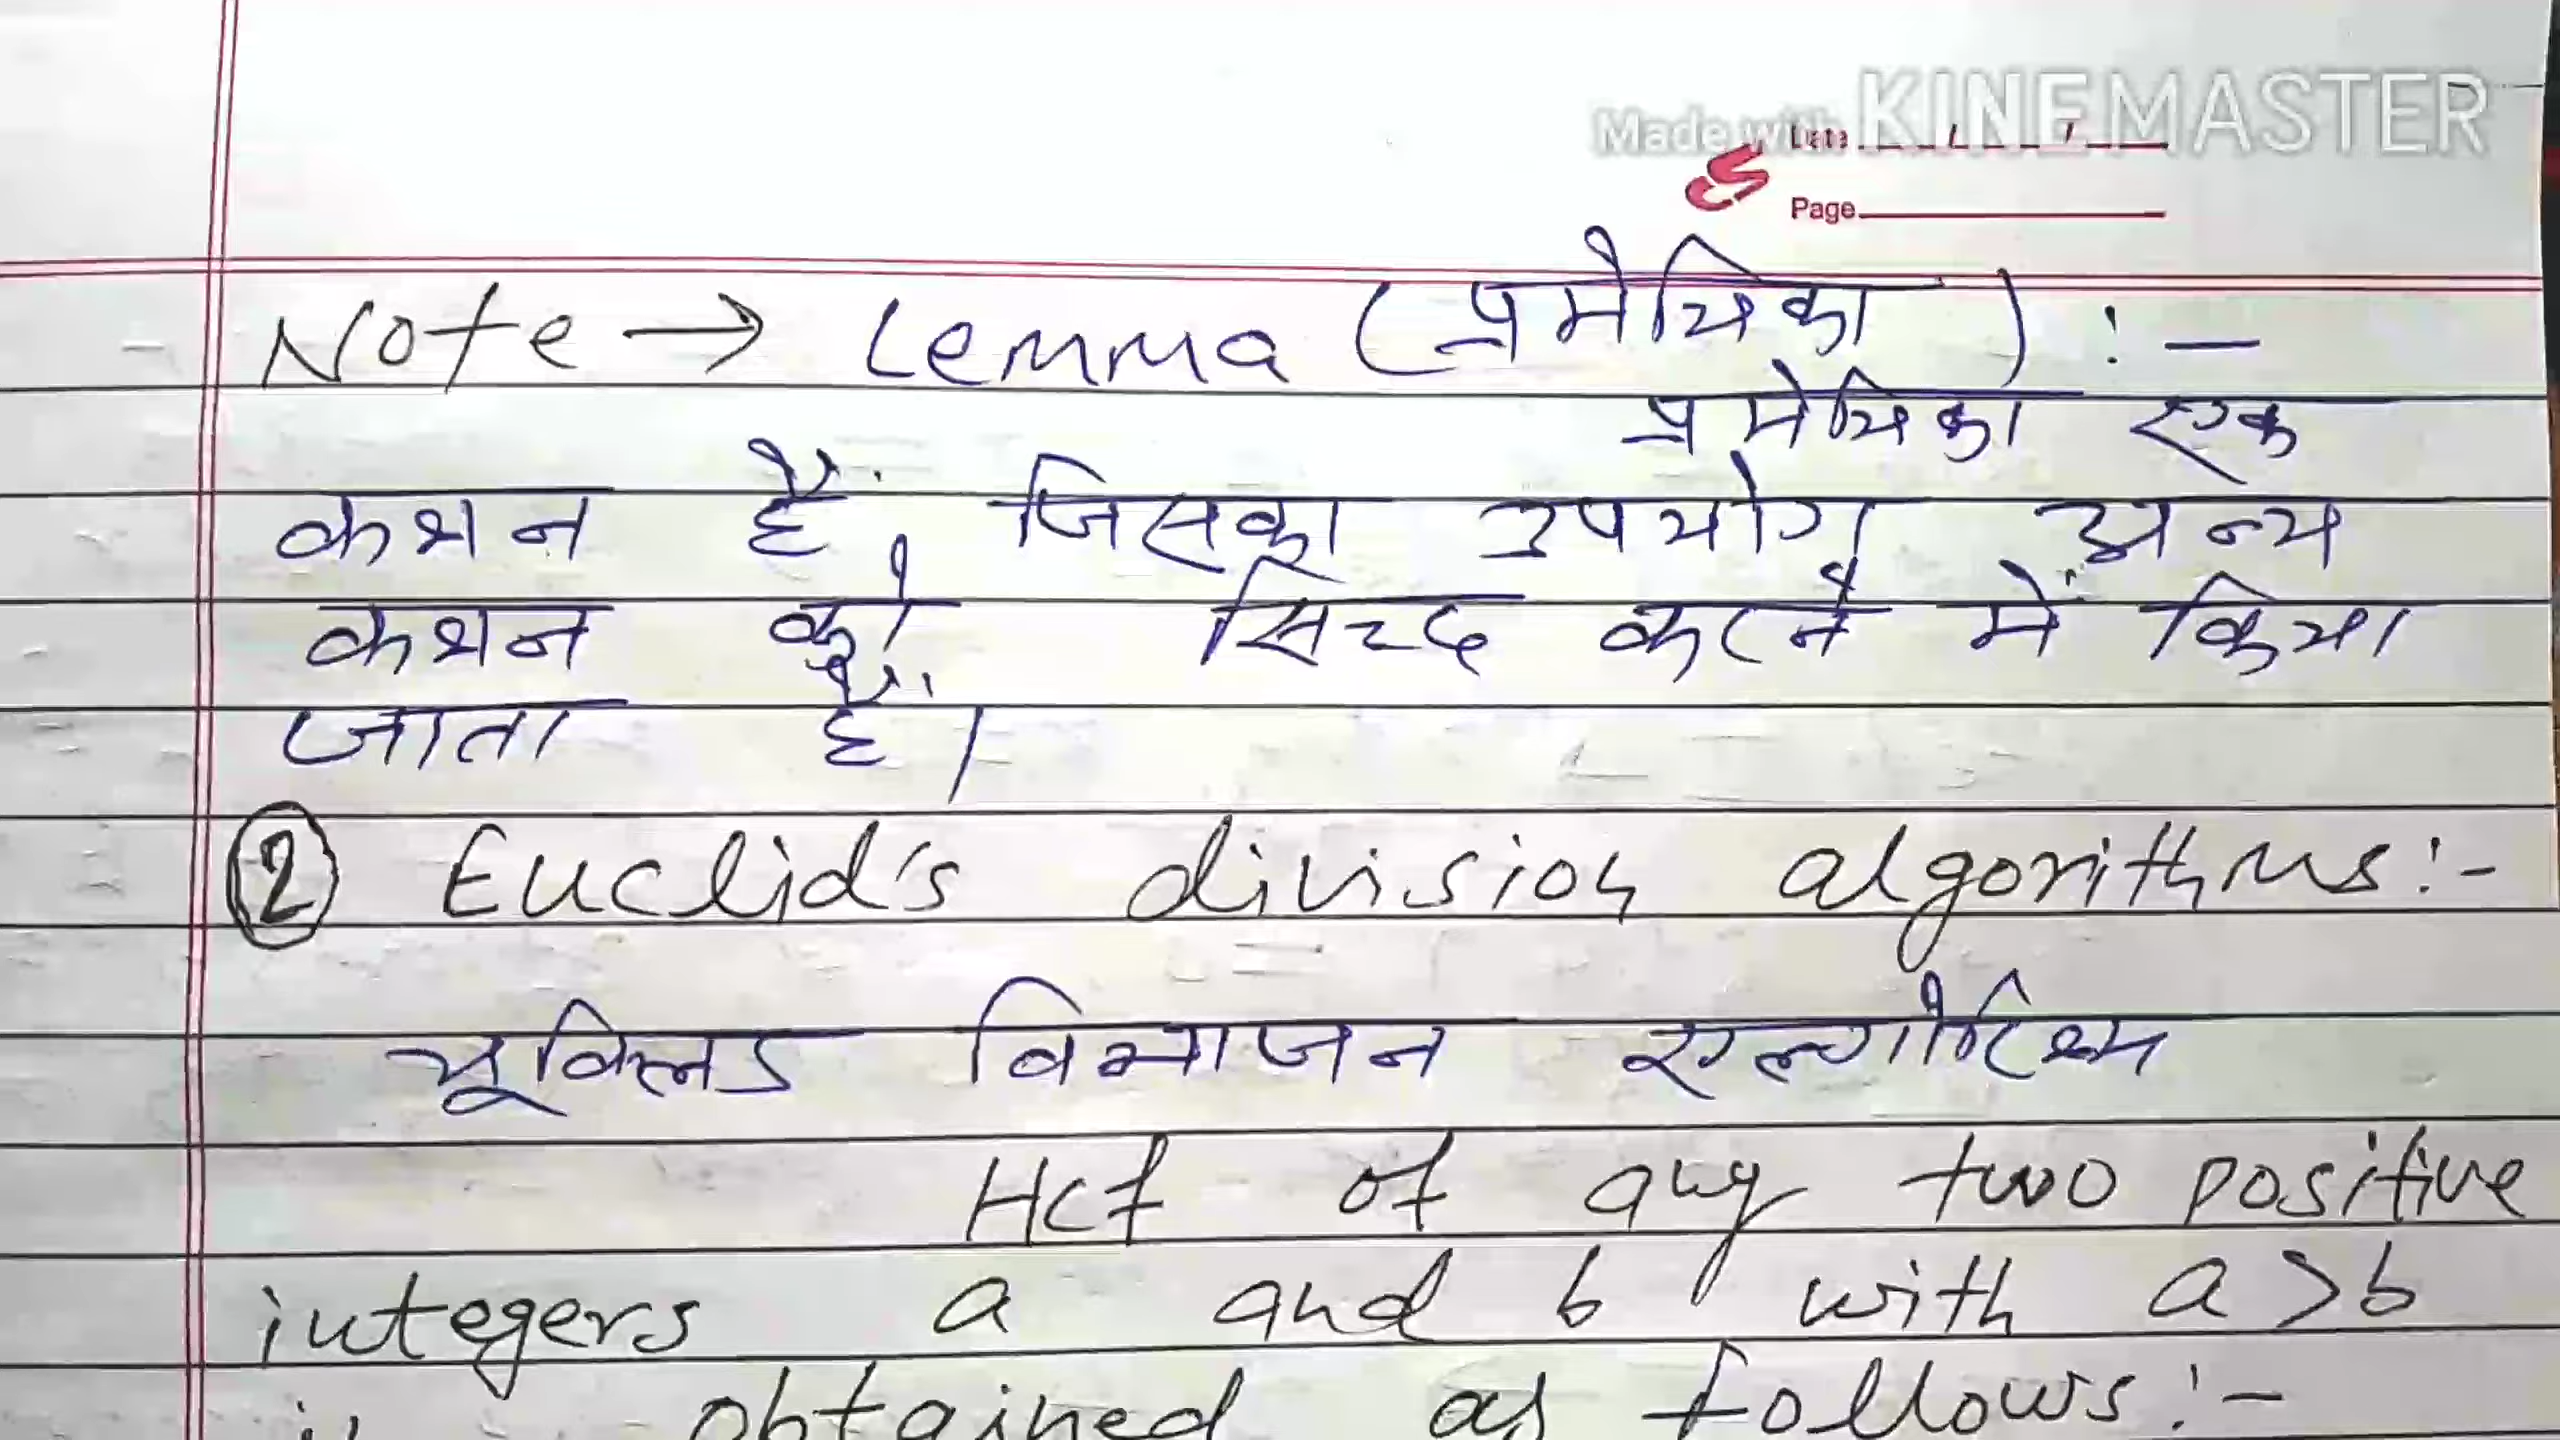 Made with KINEMASTER
Date
Page
Note → Lemma (प्रमेयिका) :-
प्रमेयिका एक
कथन हैं, जिसका उपयोग अन्य
कथन को सिद्द करने में किया
जाता हैं।
② Euclid's division algorithms:-
यूक्लिड विभाजन एल्गोरिथ्म
HCf of any two positive
integers a and b with a>b
is obtained as follows:-